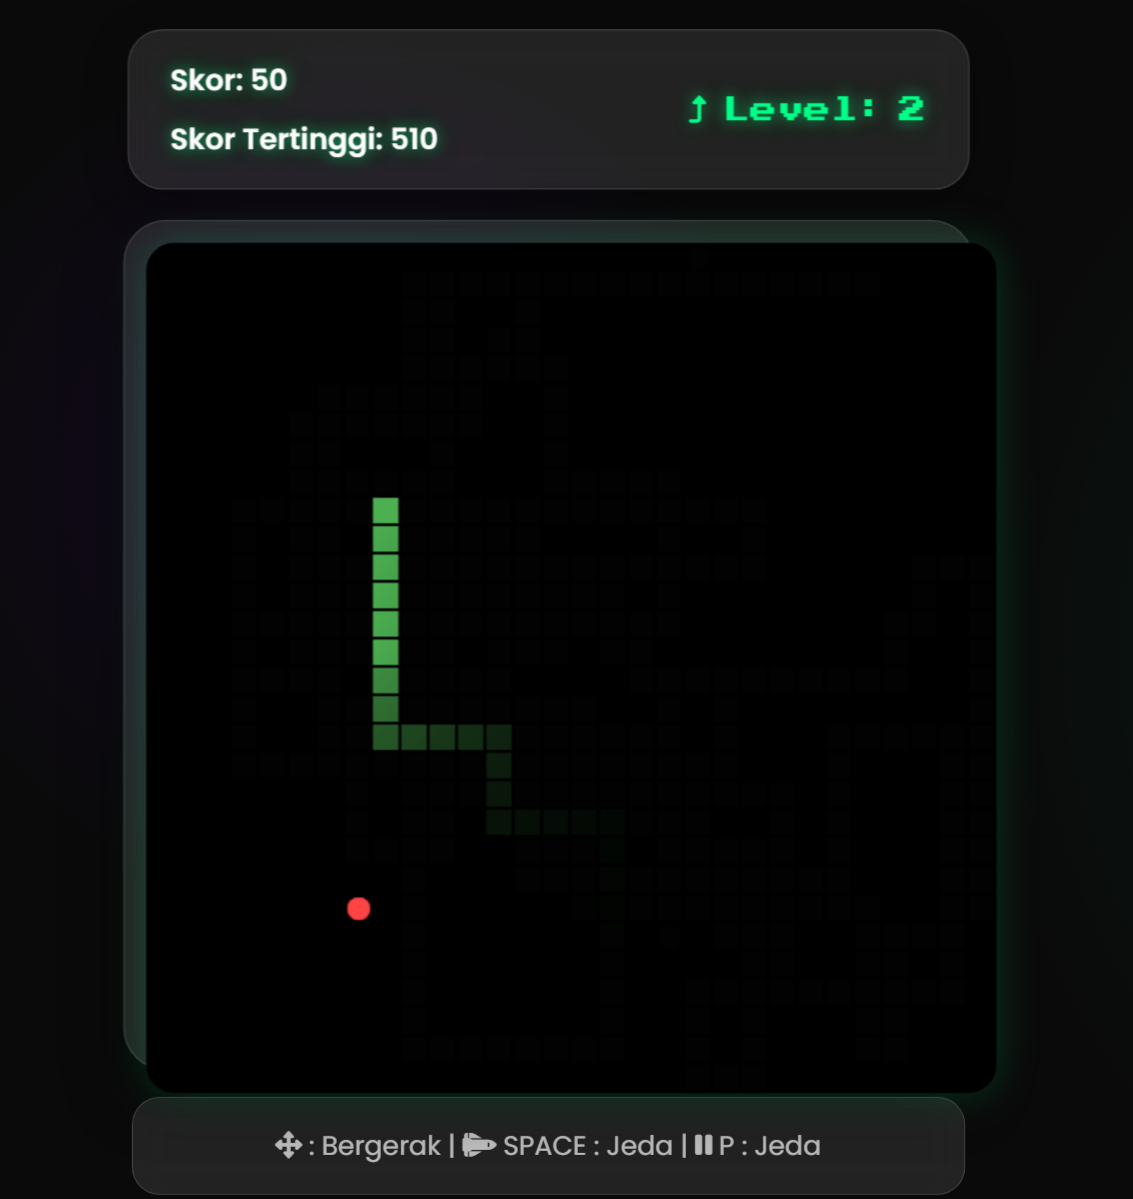 Skor: 50
Skor Tertinggi: 510
Level: 2
: Bergerak | SPACE : Jeda | P : Jeda